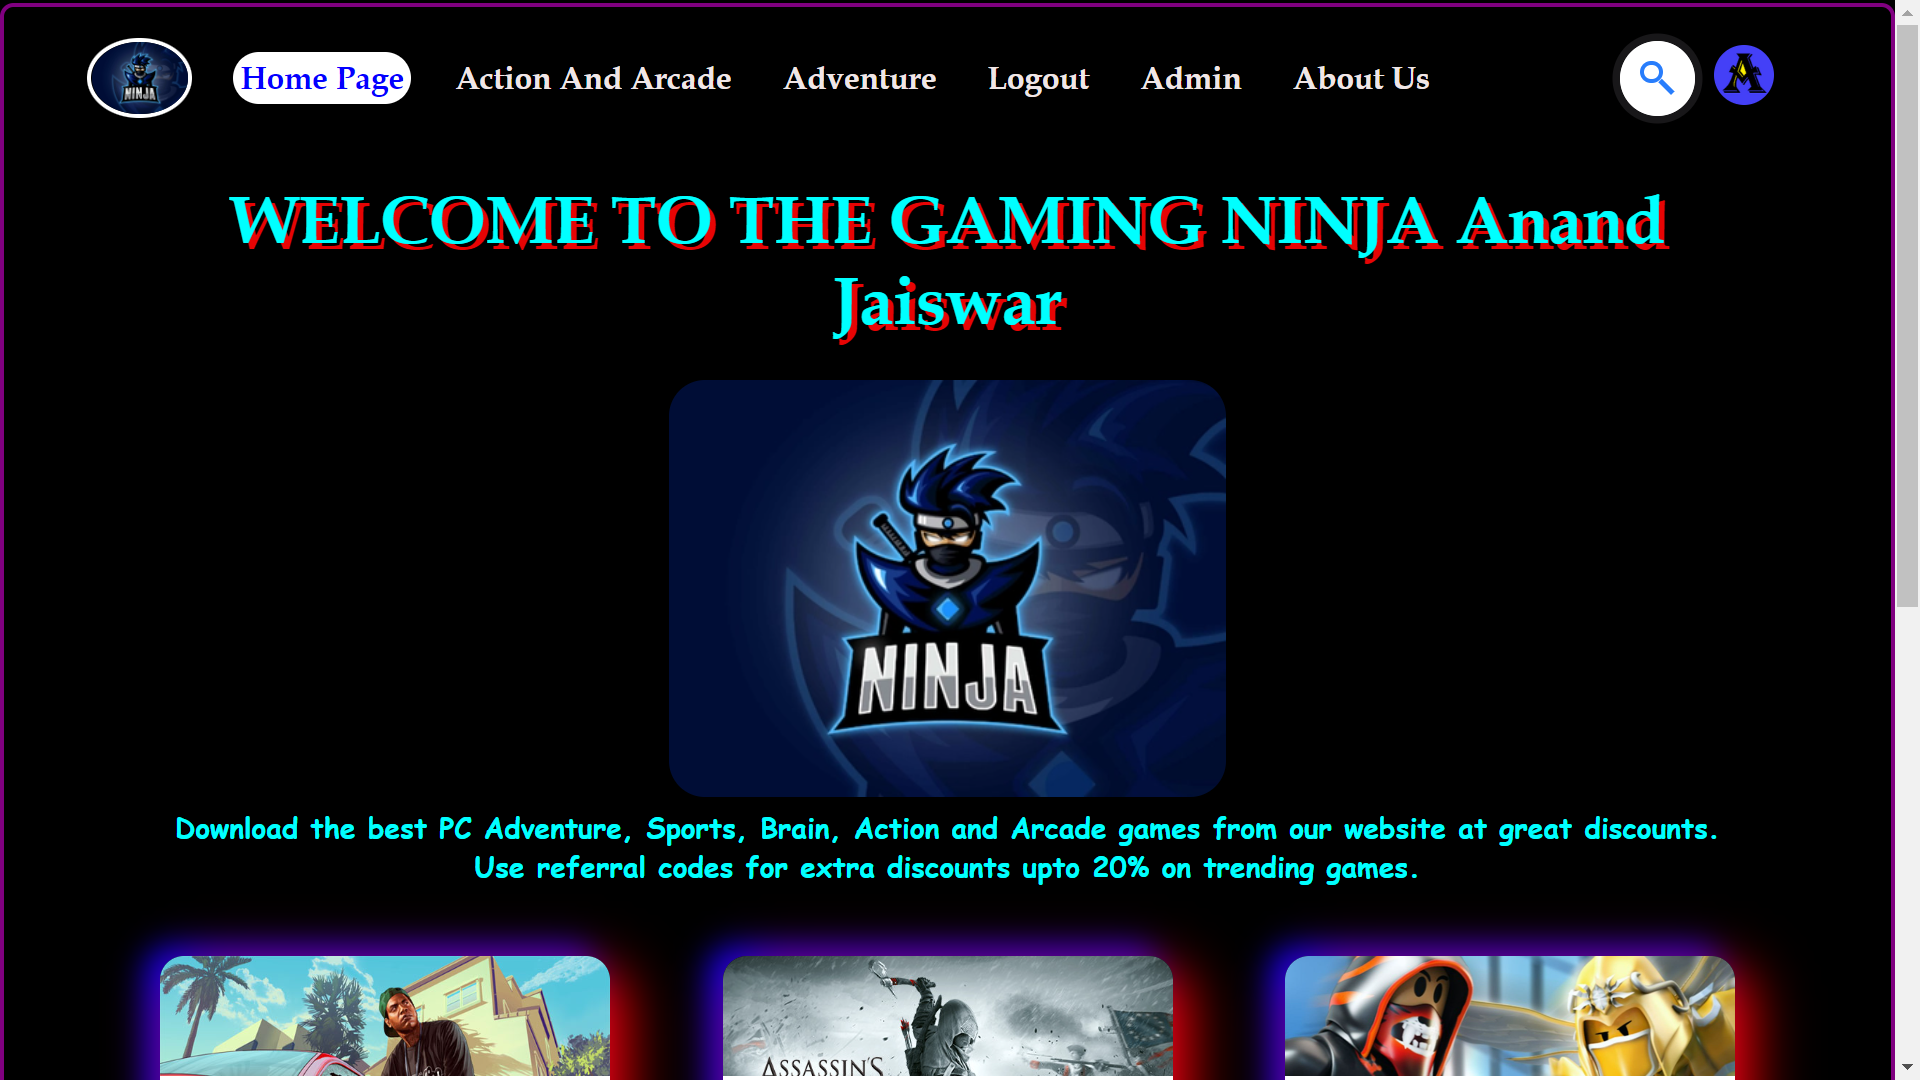 NINJA
Home Page
Action And Arcade
Adventure
Logout
Admin
About Us
A
WELCOME TO THE GAMING NINJA Anand
Jaiswar
NINJA
Download the best PC Adventure, Sports, Brain, Action and Arcade games from our website at great discounts.
Use referral codes for extra discounts upto 20% on trending games.
ASSASSIN'S